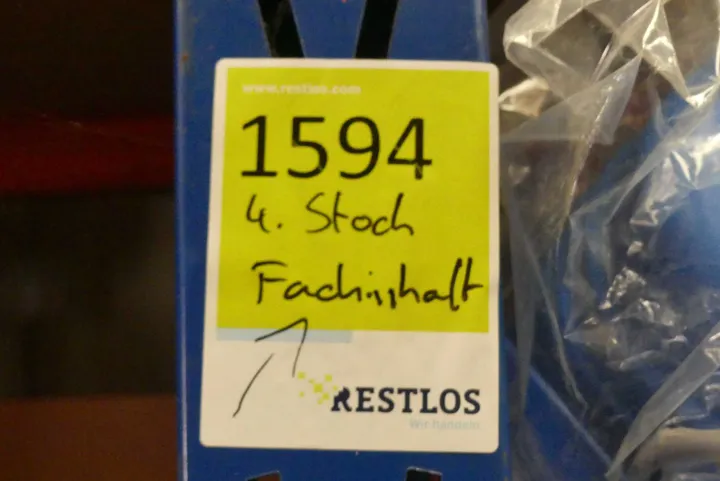 www.restlos.com
1594
4. Stock
Fachinhalt
RESTLOS
Wir handeln!